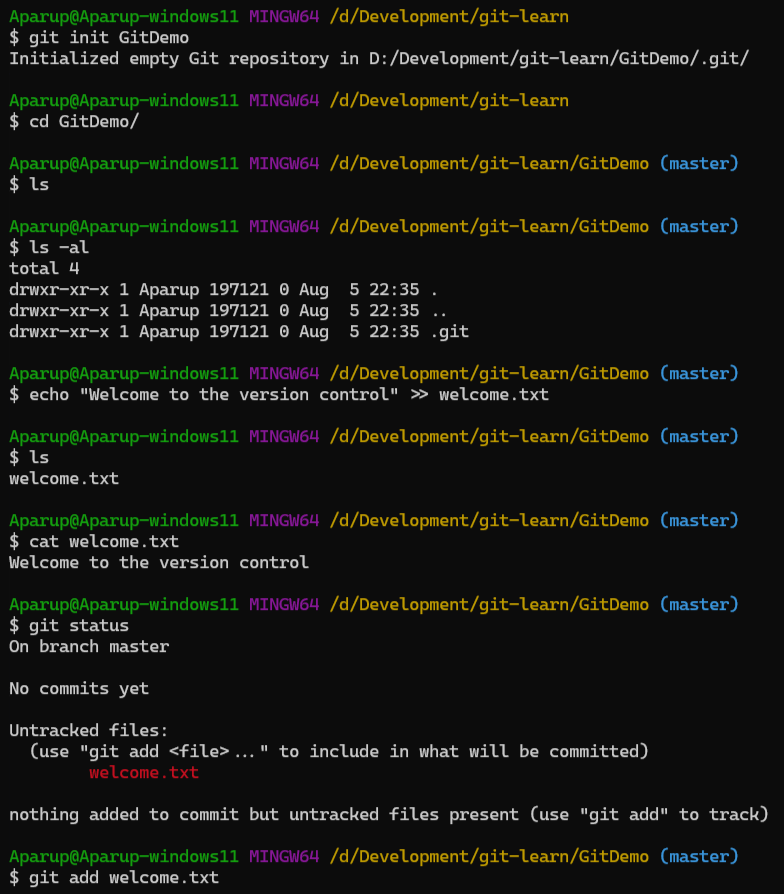 Aparup@Aparup-windows11 MINGW64 /d/Development/git-learn
$ git init GitDemo
Initialized empty Git repository in D:/Development/git-learn/GitDemo/.git/
Aparup@Aparup-windows11 MINGW64 /d/Development/git-learn
$ cd GitDemo/
Aparup@Aparup-windows11 MINGW64 /d/Development/git-learn/GitDemo (master)
$ ls
Aparup@Aparup-windows11 MINGW64 /d/Development/git-learn/GitDemo (master)
$ ls -al
total 4
drwxr-xr-x 1 Aparup 197121 0 Aug  5 22:35 .
drwxr-xr-x 1 Aparup 197121 0 Aug  5 22:35 ..
drwxr-xr-x 1 Aparup 197121 0 Aug  5 22:35 .git
Aparup@Aparup-windows11 MINGW64 /d/Development/git-learn/GitDemo (master)
$ echo "Welcome to the version control" >> welcome.txt
Aparup@Aparup-windows11 MINGW64 /d/Development/git-learn/GitDemo (master)
$ ls
welcome.txt
Aparup@Aparup-windows11 MINGW64 /d/Development/git-learn/GitDemo (master)
$ cat welcome.txt
Welcome to the version control
Aparup@Aparup-windows11 MINGW64 /d/Development/git-learn/GitDemo (master)
$ git status
On branch master
No commits yet
Untracked files:
  (use "git add <file>..." to include in what will be committed)
        welcome.txt
nothing added to commit but untracked files present (use "git add" to track)
Aparup@Aparup-windows11 MINGW64 /d/Development/git-learn/GitDemo (master)
$ git add welcome.txt